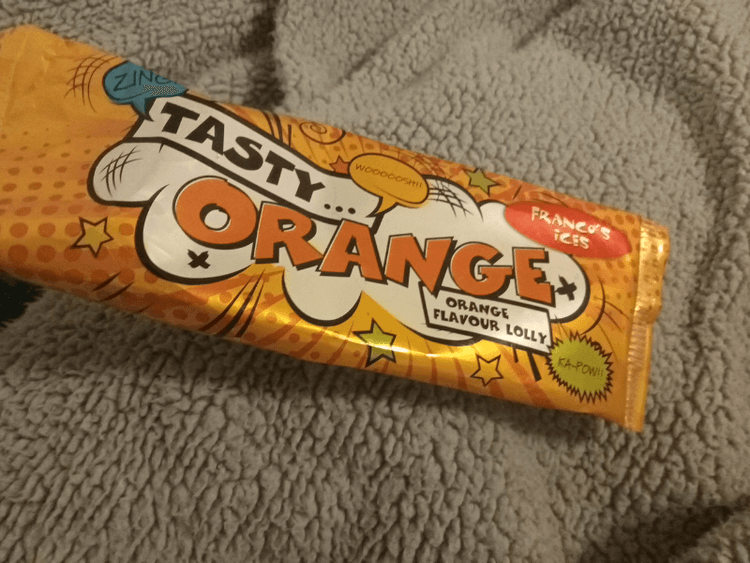 ZING
TASTY...
WOOOOOSH!!
ORANGE
FRANCO'S
ICES
ORANGE
FLAVOUR LOLLY
KA-POW!!